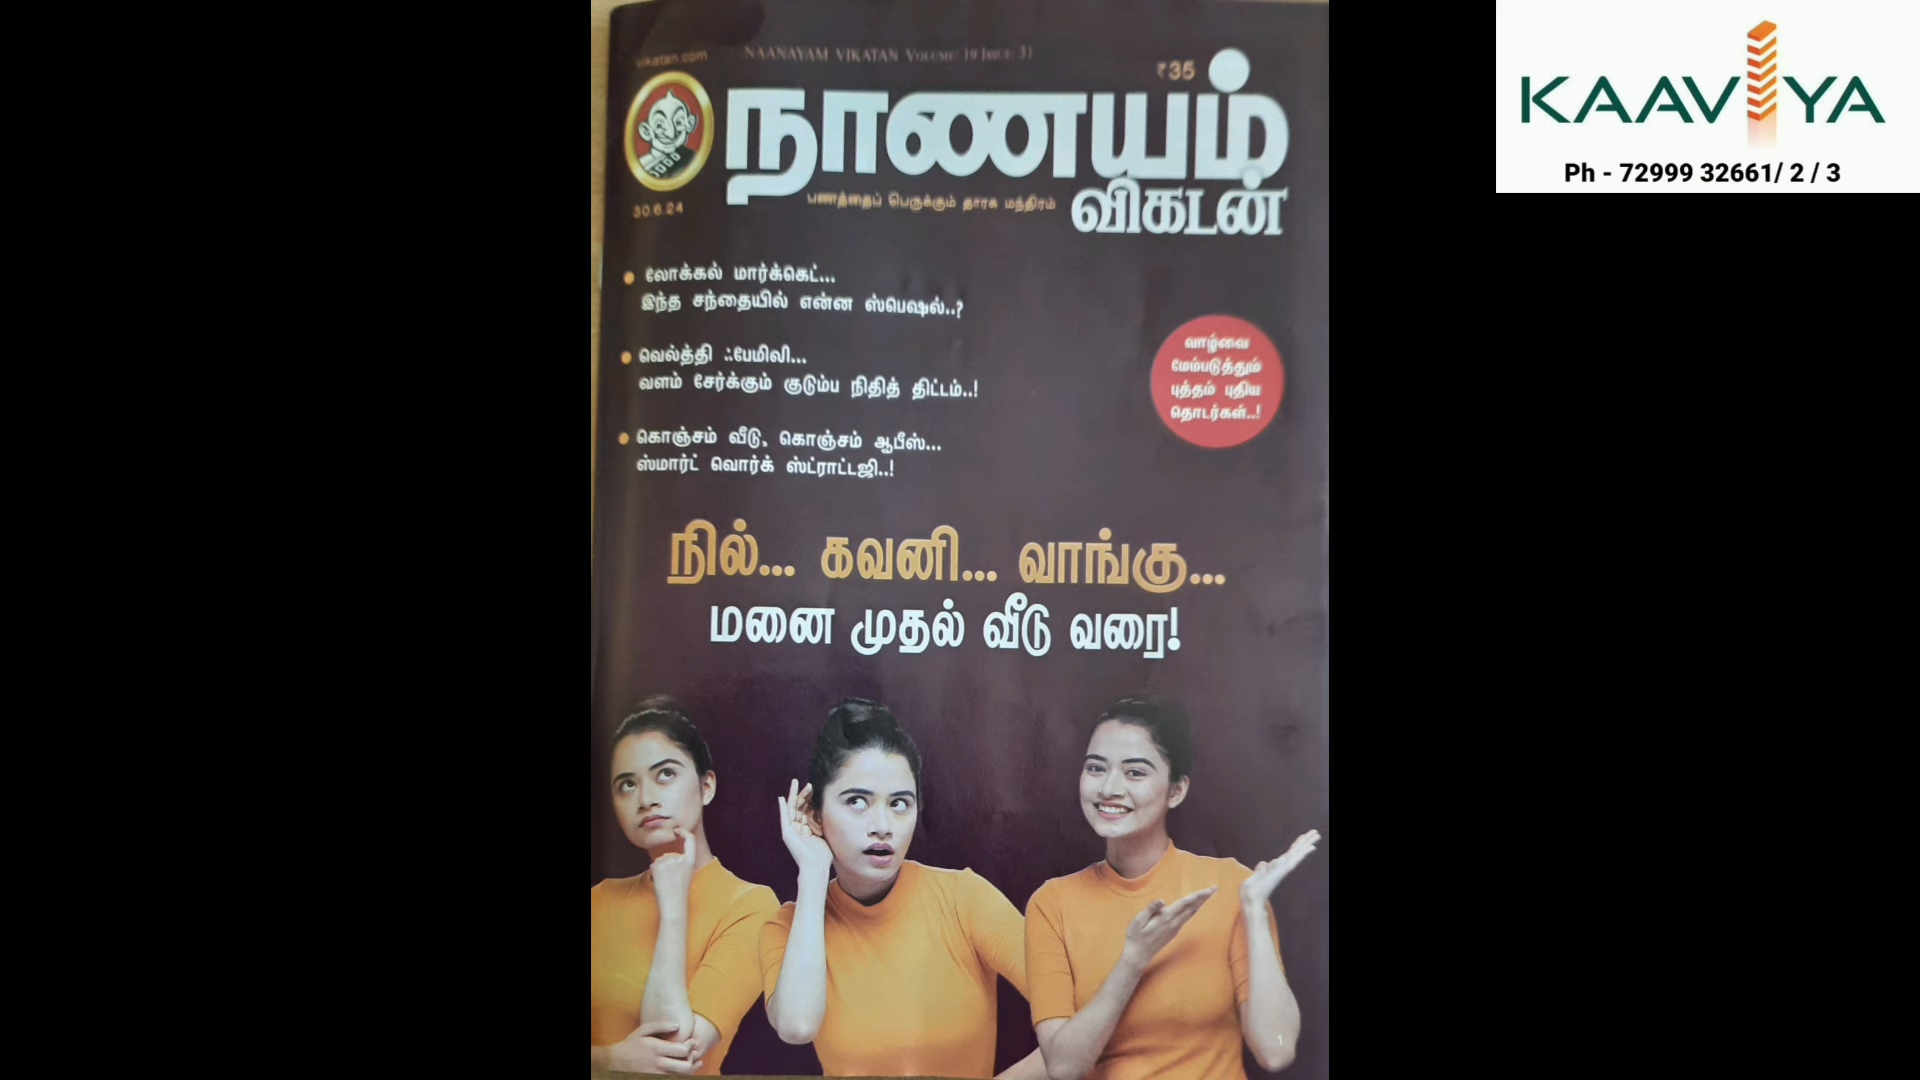 vikatan.com
NAANAYAM VIKATAN VOLUME: 19 ISSUE: 31
₹35
நாணயம்
விகடன்
பணத்தைப் பெருக்கும் தாரக மந்திரம்
30.6.24
லோக்கல் மார்க்கெட்...
இந்த சந்தையில் என்ன ஸ்பெஷல்..?
வெல்த்தி ஃபேமிலி...
வளம் சேர்க்கும் குடும்ப நிதித் திட்டம்..!
கொஞ்சம் வீடு, கொஞ்சம் ஆபீஸ்...
ஸ்மார்ட் வொர்க் ஸ்ட்ராட்டஜி..!
வாழ்வை
மேம்படுத்தும்
புத்தம் புதிய
தொடர்கள்..!
நில்... கவனி... வாங்கு...
மனை முதல் வீடு வரை!
1
KAAVIYA
Ph - 72999 32661/ 2 / 3